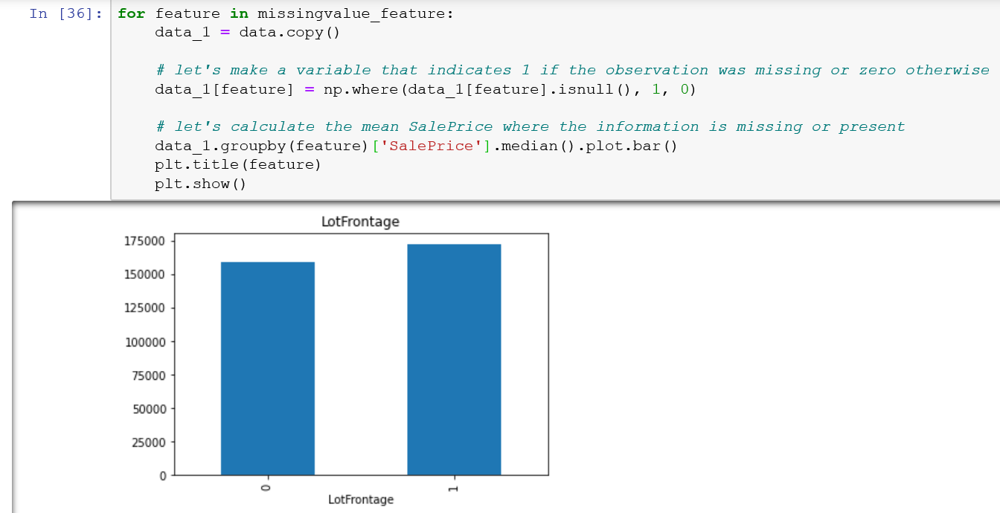 In [36]: for feature in missingvalue_feature:
data_1 = data.copy()
# let's make a variable that indicates 1 if the observation was missing or zero otherwise
data_1[feature] = np.where(data_1[feature].isnull(), 1, 0)
# let's calculate the mean SalePrice where the information is missing or present
data_1.groupby(feature)['SalePrice'].median().plot.bar()
plt.title(feature)
plt.show()
LotFrontage
175000
150000
125000
100000
75000
50000
25000
0
0 1
LotFrontage